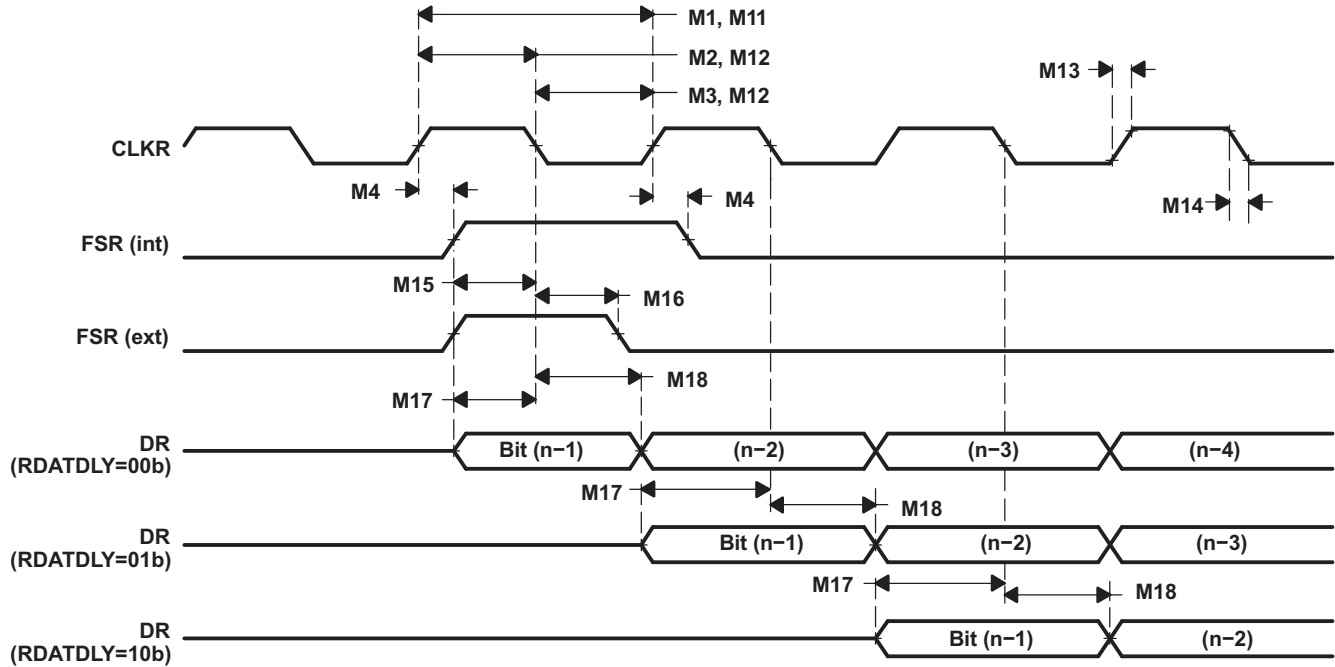 M1, M11
M2, M12
M13
M3, M12
CLKR
M4
M4
M14
FSR (int)
M15
M16
FSR (ext)
M18
M17
DR
(RDATDLY=00b)
Bit (n−1)
(n−2)
(n−3)
(n−4)
M17
M18
DR
(RDATDLY=01b)
Bit (n−1)
(n−2)
(n−3)
M17
M18
DR
(RDATDLY=10b)
Bit (n−1)
(n−2)